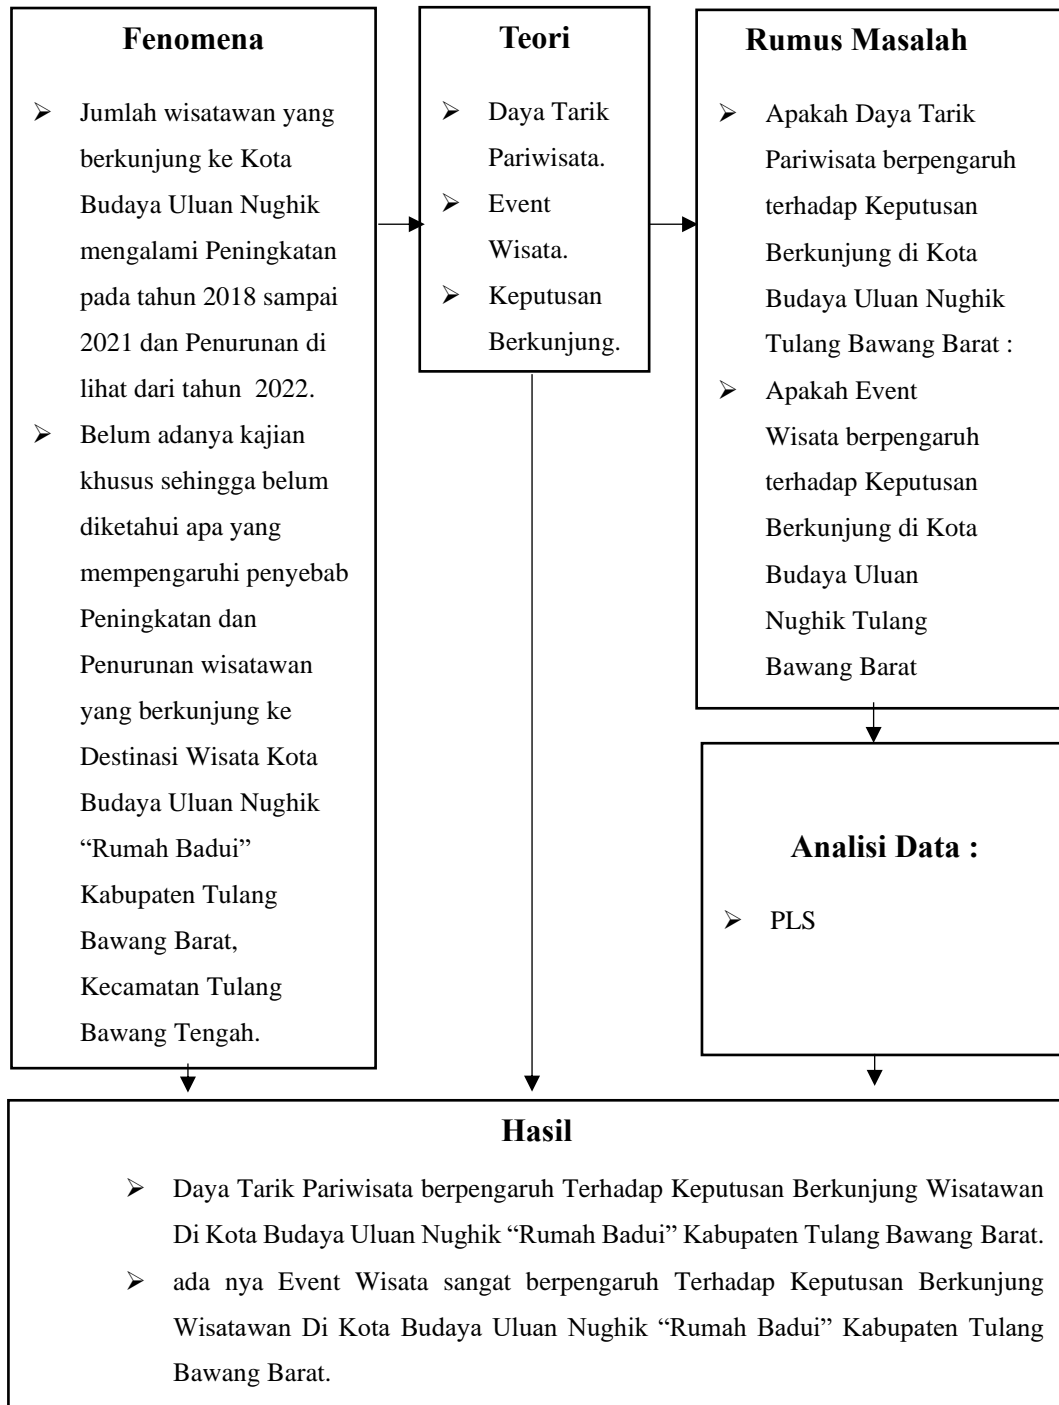 Fenomena
➢ Jumlah wisatawan yang
berkunjung ke Kota
Budaya Uluan Nughik
mengalami Peningkatan
pada tahun 2018 sampai
2021 dan Penurunan di
lihat dari tahun 2022.
➢ Belum adanya kajian
khusus sehingga belum
diketahui apa yang
mempengaruhi penyebab
Peningkatan dan
Penurunan wisatawan
yang berkunjung ke
Destinasi Wisata Kota
Budaya Uluan Nughik
“Rumah Badui”
Kabupaten Tulang
Bawang Barat,
Kecamatan Tulang
Bawang Tengah.
Teori
➢ Daya Tarik
Pariwisata.
➢ Event
Wisata.
➢ Keputusan
Berkunjung.
Rumus Masalah
➢ Apakah Daya Tarik
Pariwisata berpengaruh
terhadap Keputusan
Berkunjung di Kota
Budaya Uluan Nughik
Tulang Bawang Barat :
➢ Apakah Event
Wisata berpengaruh
terhadap Keputusan
Berkunjung di Kota
Budaya Uluan
Nughik Tulang
Bawang Barat
Analisi Data :
➢ PLS
Hasil
➢ Daya Tarik Pariwisata berpengaruh Terhadap Keputusan Berkunjung Wisatawan
Di Kota Budaya Uluan Nughik “Rumah Badui” Kabupaten Tulang Bawang Barat.
➢ ada nya Event Wisata sangat berpengaruh Terhadap Keputusan Berkunjung
Wisatawan Di Kota Budaya Uluan Nughik “Rumah Badui” Kabupaten Tulang
Bawang Barat.